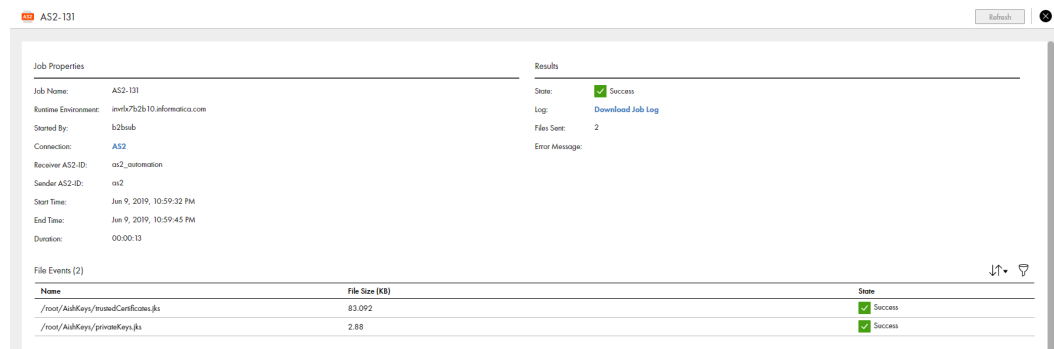 AS2 AS2-131 Refresh
Job Properties
Job Name: AS2-131
Runtime Environment: invrlx7b2b10.informatica.com
Started By: b2bsub
Connection: AS2
Receiver AS2-ID: as2_automation
Sender AS2-ID: as2
Start Time: Jun 9, 2019, 10:59:32 PM
End Time: Jun 9, 2019, 10:59:45 PM
Duration: 00:00:13
Results
State: Success
Log: Download Job Log
Files Sent: 2
Error Message:
File Events (2)
Name File Size (KB) State
/root/AishKeys/trustedCertificates.jks 83.092 Success
/root/AishKeys/privateKeys.jks 2.88 Success